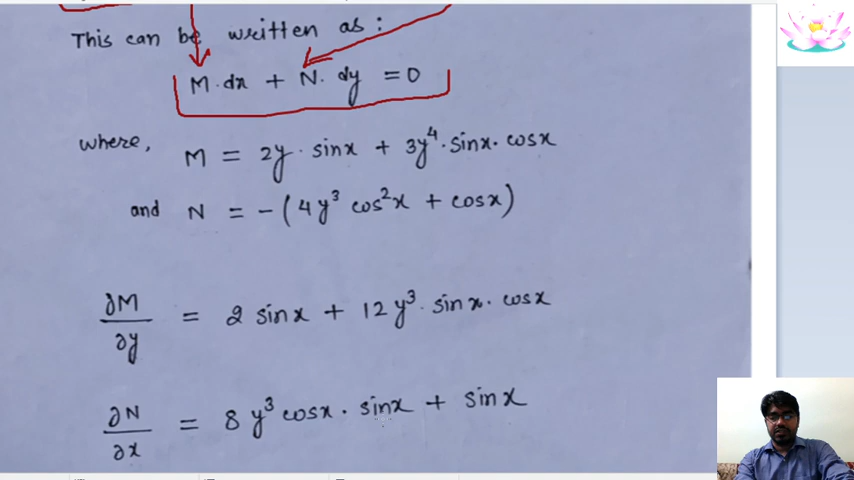 This can be written as :
M.dx + N. dy = 0
where, M = 2y. sinx + 3y⁴. sinx. cosx
and N = -(4y³ cos²x + cosx)
∂M/∂y = 2 sinx + 12y³. sinx. cosx
∂N/∂x = 8y³ cosx. sinx + sinx